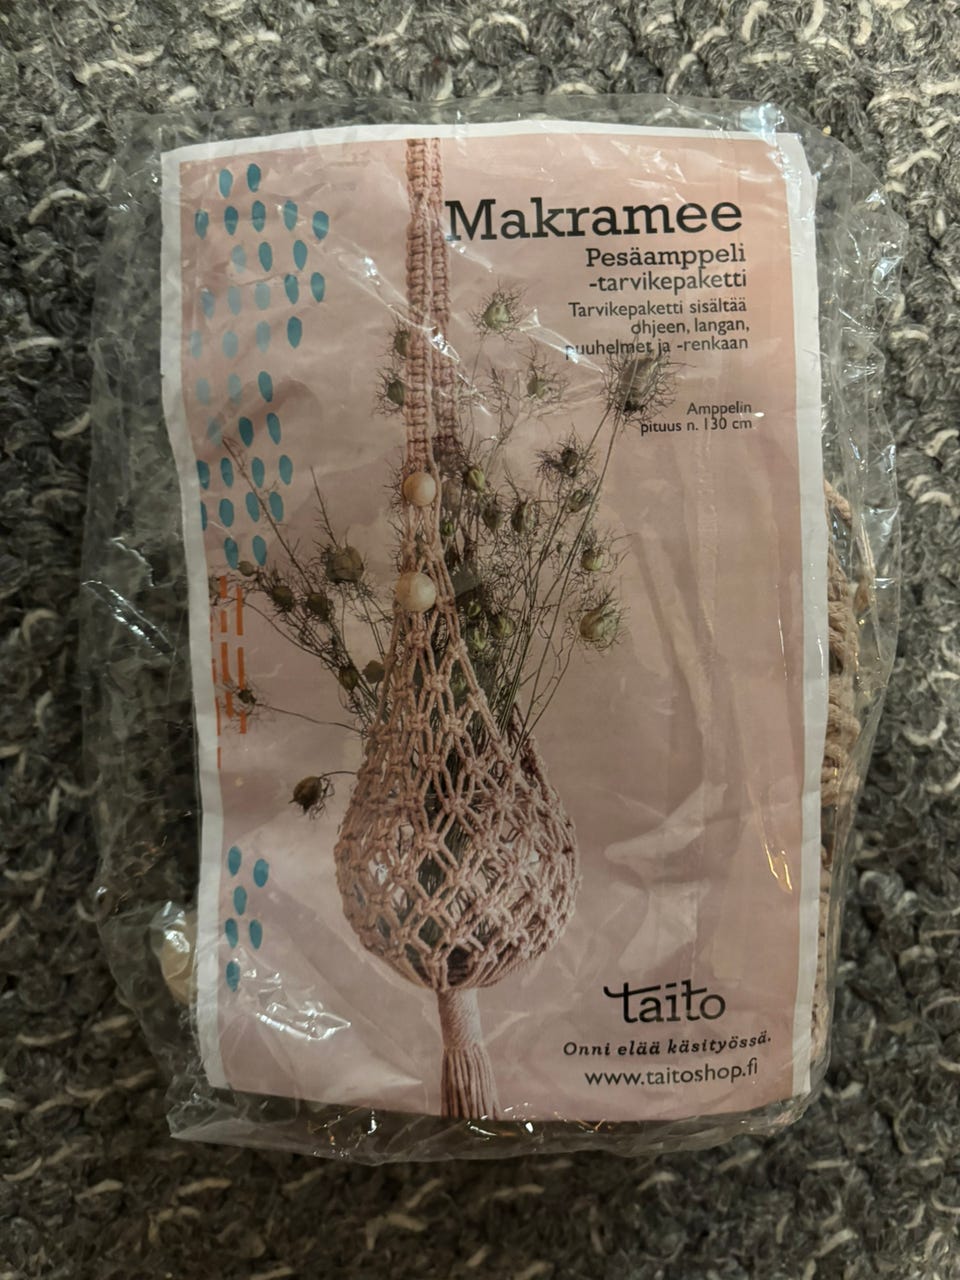 Makramee
Pesäamppeli
-tarvikepaketti
Tarvikepaketti sisältää
ohjeen, langan,
puuhelmet ja -renkaan
Amppelin
pituus n. 130 cm
taito
Onni elää käsityössä.
www.taitoshop.fi